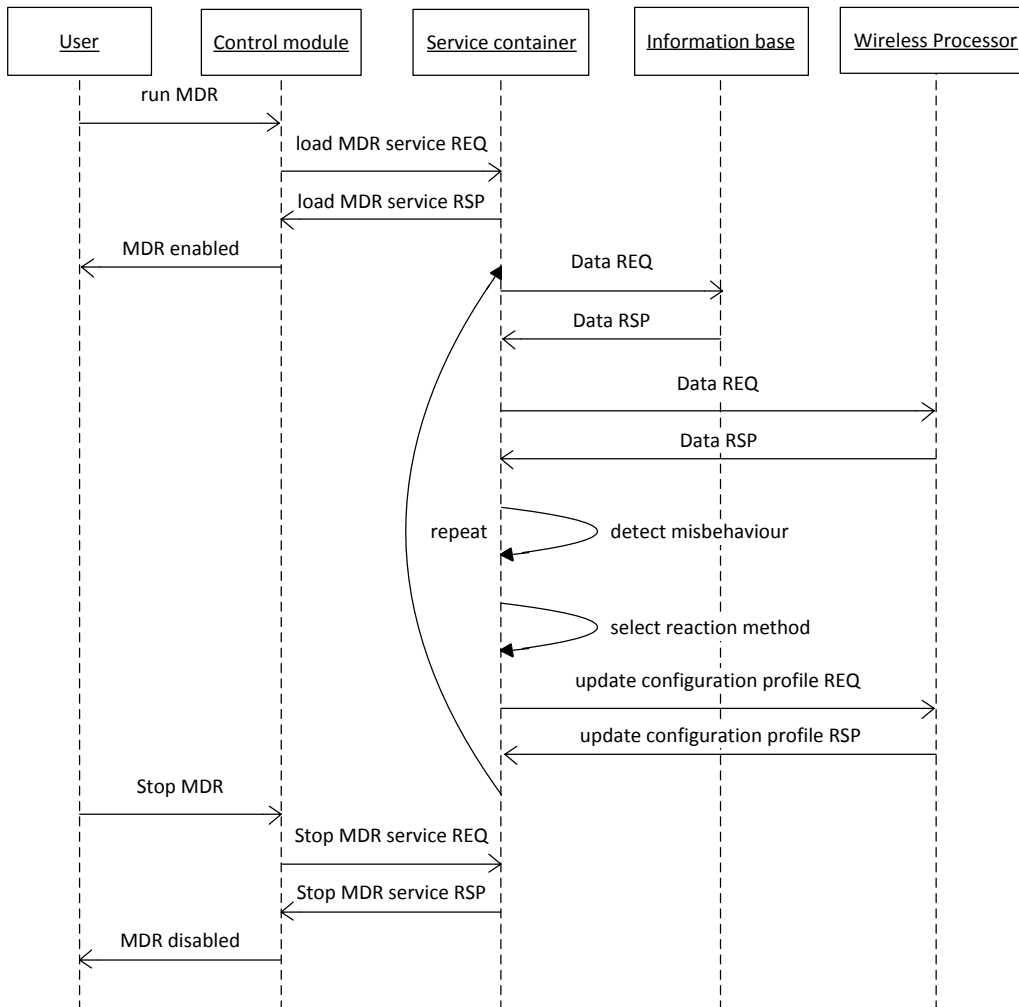 User
Control module
Service container
Information base
Wireless Processor
run MDR
load MDR service REQ
load MDR service RSP
MDR enabled
Data REQ
Data RSP
Data REQ
Data RSP
repeat
detect misbehaviour
select reaction method
update configuration profile REQ
update configuration profile RSP
Stop MDR
Stop MDR service REQ
Stop MDR service RSP
MDR disabled